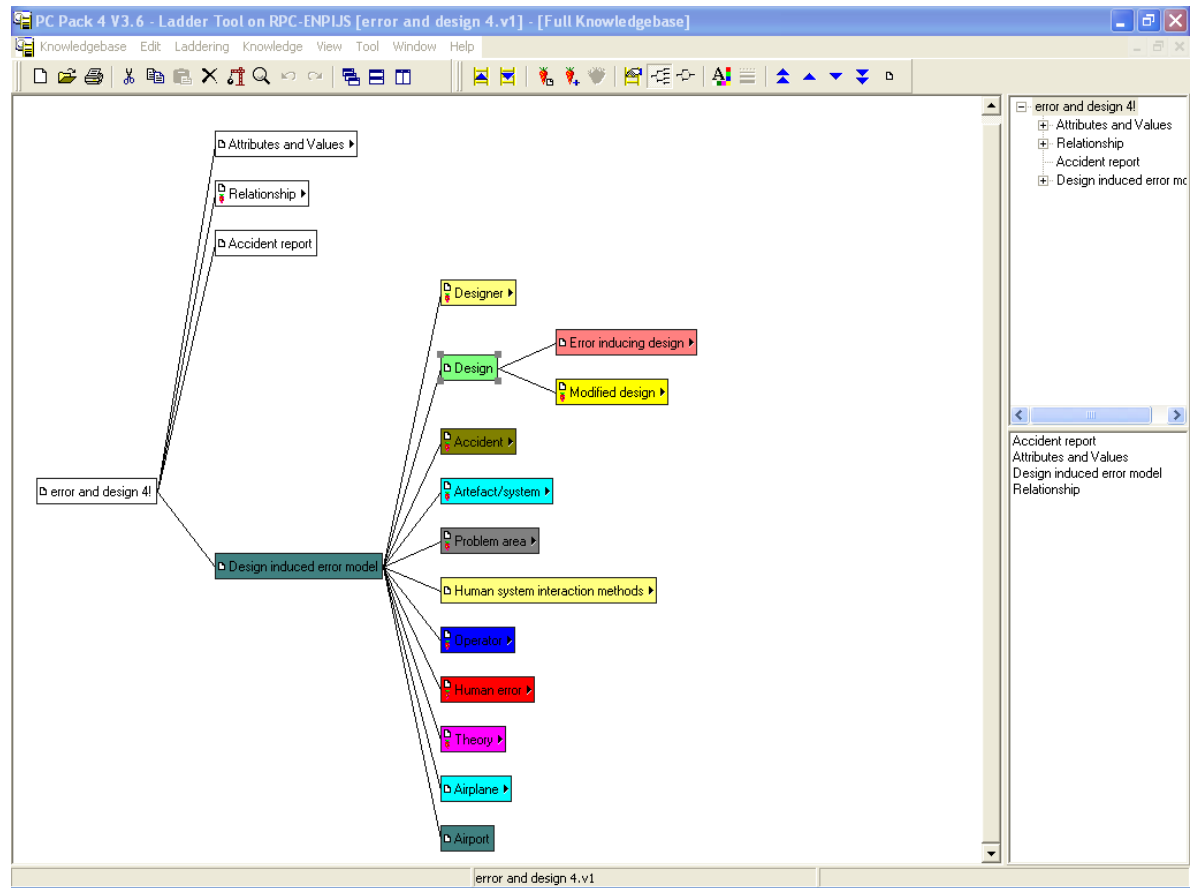 PC Pack 4 V3.6 - Ladder Tool on RPC-ENPIJS [error and design 4.v1] - [Full Knowledgebase]
Knowledgebase Edit Laddering Knowledge View Tool Window Help
Attributes and Values
Relationship
Accident report
Designer
Error inducing design
Design
Modified design
Accident
error and design 4!
Artefact/system
Problem area
Design induced error model
Human system interaction methods
Operator
Human error
Theory
Airplane
Airport
error and design 4!
Attributes and Values
Relationship
Accident report
Design induced error mo
Accident report
Attributes and Values
Design induced error model
Relationship
error and design 4.v1